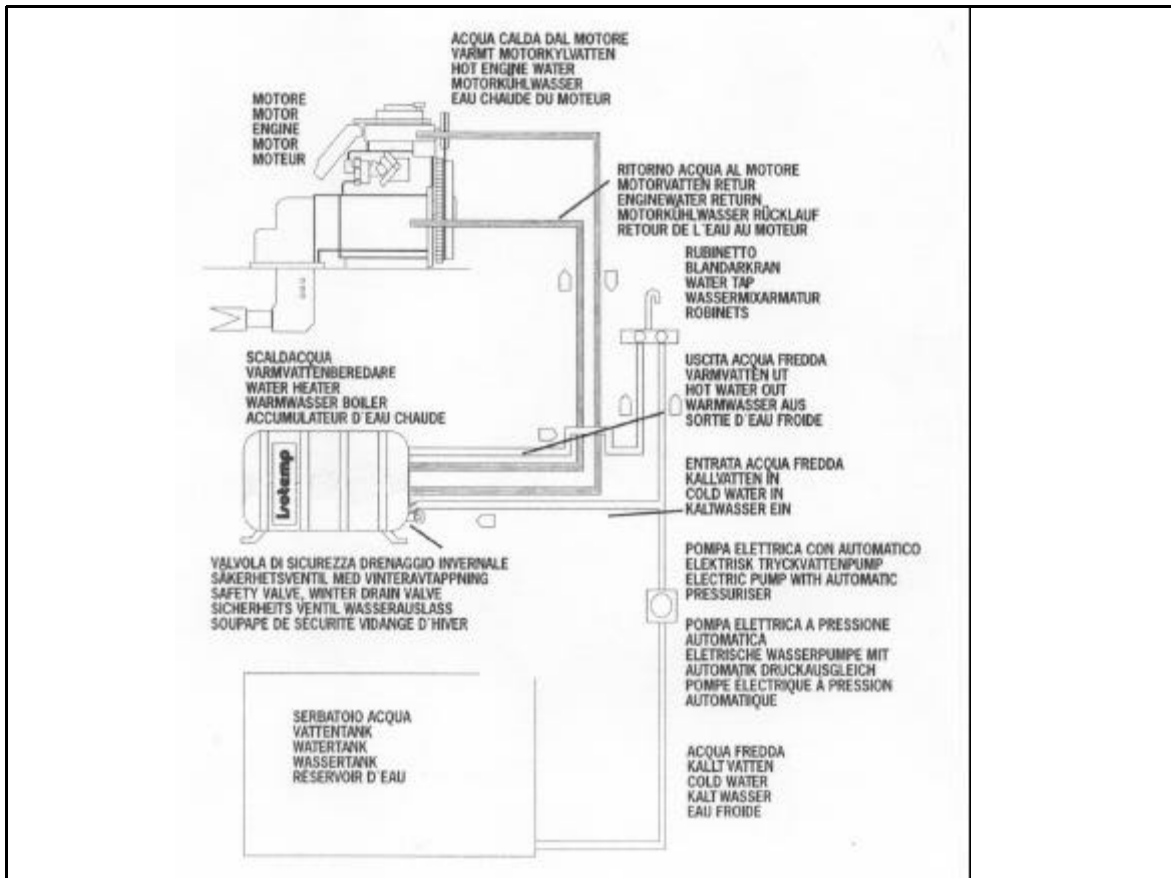 ACQUA CALDA DAL MOTORE
VARMT MOTORKYLVATTEN
HOT ENGINE WATER
MOTORKÜHLWASSER
EAU CHAUDE DU MOTEUR
MOTORE
MOTOR
ENGINE
MOTOR
MOTEUR
RITORNO ACQUA AL MOTORE
MOTORVATTEN RETUR
ENGINEWATER RETURN
MOTORKÜHLWASSER RÜCKLAUF
RETOUR DE L´EAU AU MOTEUR
RUBINETTO
BLANDARKRAN
WATER TAP
WASSERMIXARMATUR
ROBINETS
SCALDACQUA
VARMVATTENBEREDARE
WATER HEATER
WARMWASSER BOILER
ACCUMULATEUR D´EAU CHAUDE
USCITA ACQUA FREDDA
VARMVATTEN UT
HOT WATER OUT
WARMWASSER AUS
SORTIE D´EAU FROIDE
Isotemp
ENTRATA ACQUA FREDDA
KALLVATTEN IN
COLD WATER IN
KALTWASSER EIN
VALVOLA DI SICUREZZA DRENAGGIO INVERNALE
SÄKERHETSVENTIL MED VINTERAVTAPPNING
SAFETY VALVE, WINTER DRAIN VALVE
SICHERHEITS VENTIL WASSERAUSLASS
SOUPAPE DE SÉCURITÉ VIDANGE D´HIVER
POMPA ELETTRICA CON AUTOMATICO
ELEKTRISK TRYCKVATTENPUMP
ELECTRIC PUMP WITH AUTOMATIC
PRESSURISER
POMPA ELETTRICA A PRESSIONE
AUTOMATICA
ELETRISCHE WASSERPUMPE MIT
AUTOMATIK DRUCKAUSGLEICH
POMPE ÉLECTRIQUE À PRESSION
AUTOMATIIQUE
SERBATOIO ACQUA
VATTENTANK
WATERTANK
WASSERTANK
RÉSERVOIR D´EAU
ACQUA FREDDA
KALLT VATTEN
COLD WATER
KALT WASSER
EAU FROIDE